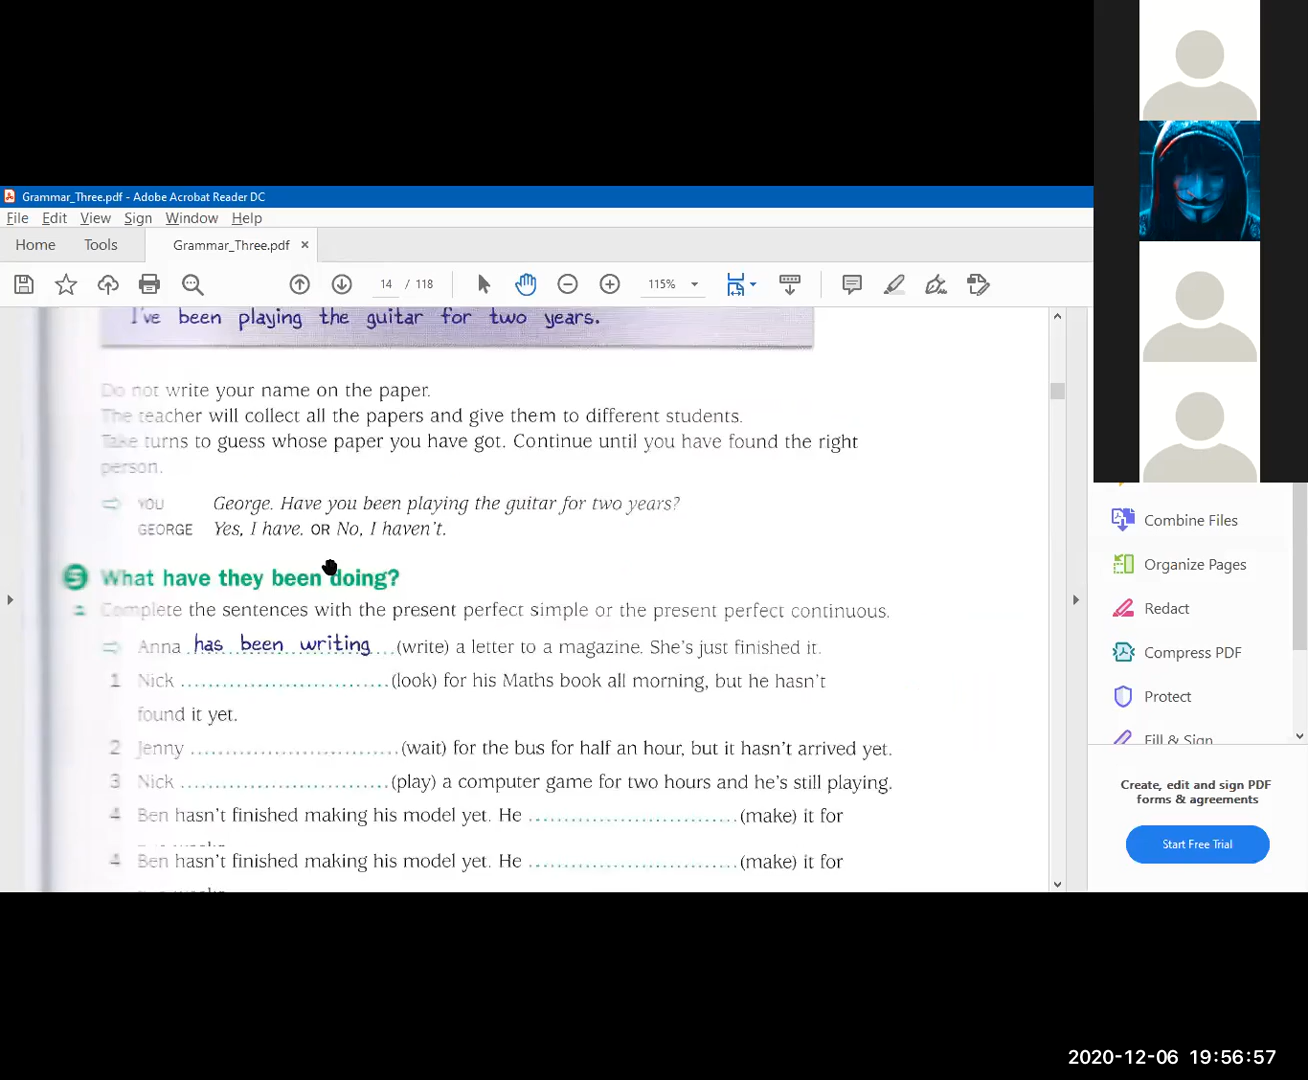 Grammar_Three.pdf - Adobe Acrobat Reader DC
File Edit View Sign Window Help
Home Tools Grammar_Three.pdf ×
14 / 118 115%
I've been playing the guitar for two years.
Do not write your name on the paper.
The teacher will collect all the papers and give them to different students.
Take turns to guess whose paper you have got. Continue until you have found the right
person.
YOU George. Have you been playing the guitar for two years?
GEORGE Yes, I have. OR No, I haven't.
5 What have they been doing?
Complete the sentences with the present perfect simple or the present perfect continuous.
Anna has been writing (write) a letter to a magazine. She's just finished it.
1 Nick .............................. (look) for his Maths book all morning, but he hasn't
found it yet.
2 Jenny .............................. (wait) for the bus for half an hour, but it hasn't arrived yet.
3 Nick .............................. (play) a computer game for two hours and he's still playing.
4 Ben hasn't finished making his model yet. He .............................. (make) it for
4 Ben hasn't finished making his model yet. He .............................. (make) it for
Combine Files
Organize Pages
Redact
Compress PDF
Protect
Fill & Sign
Create, edit and sign PDF
forms & agreements
Start Free Trial
2020-12-06 19:56:57